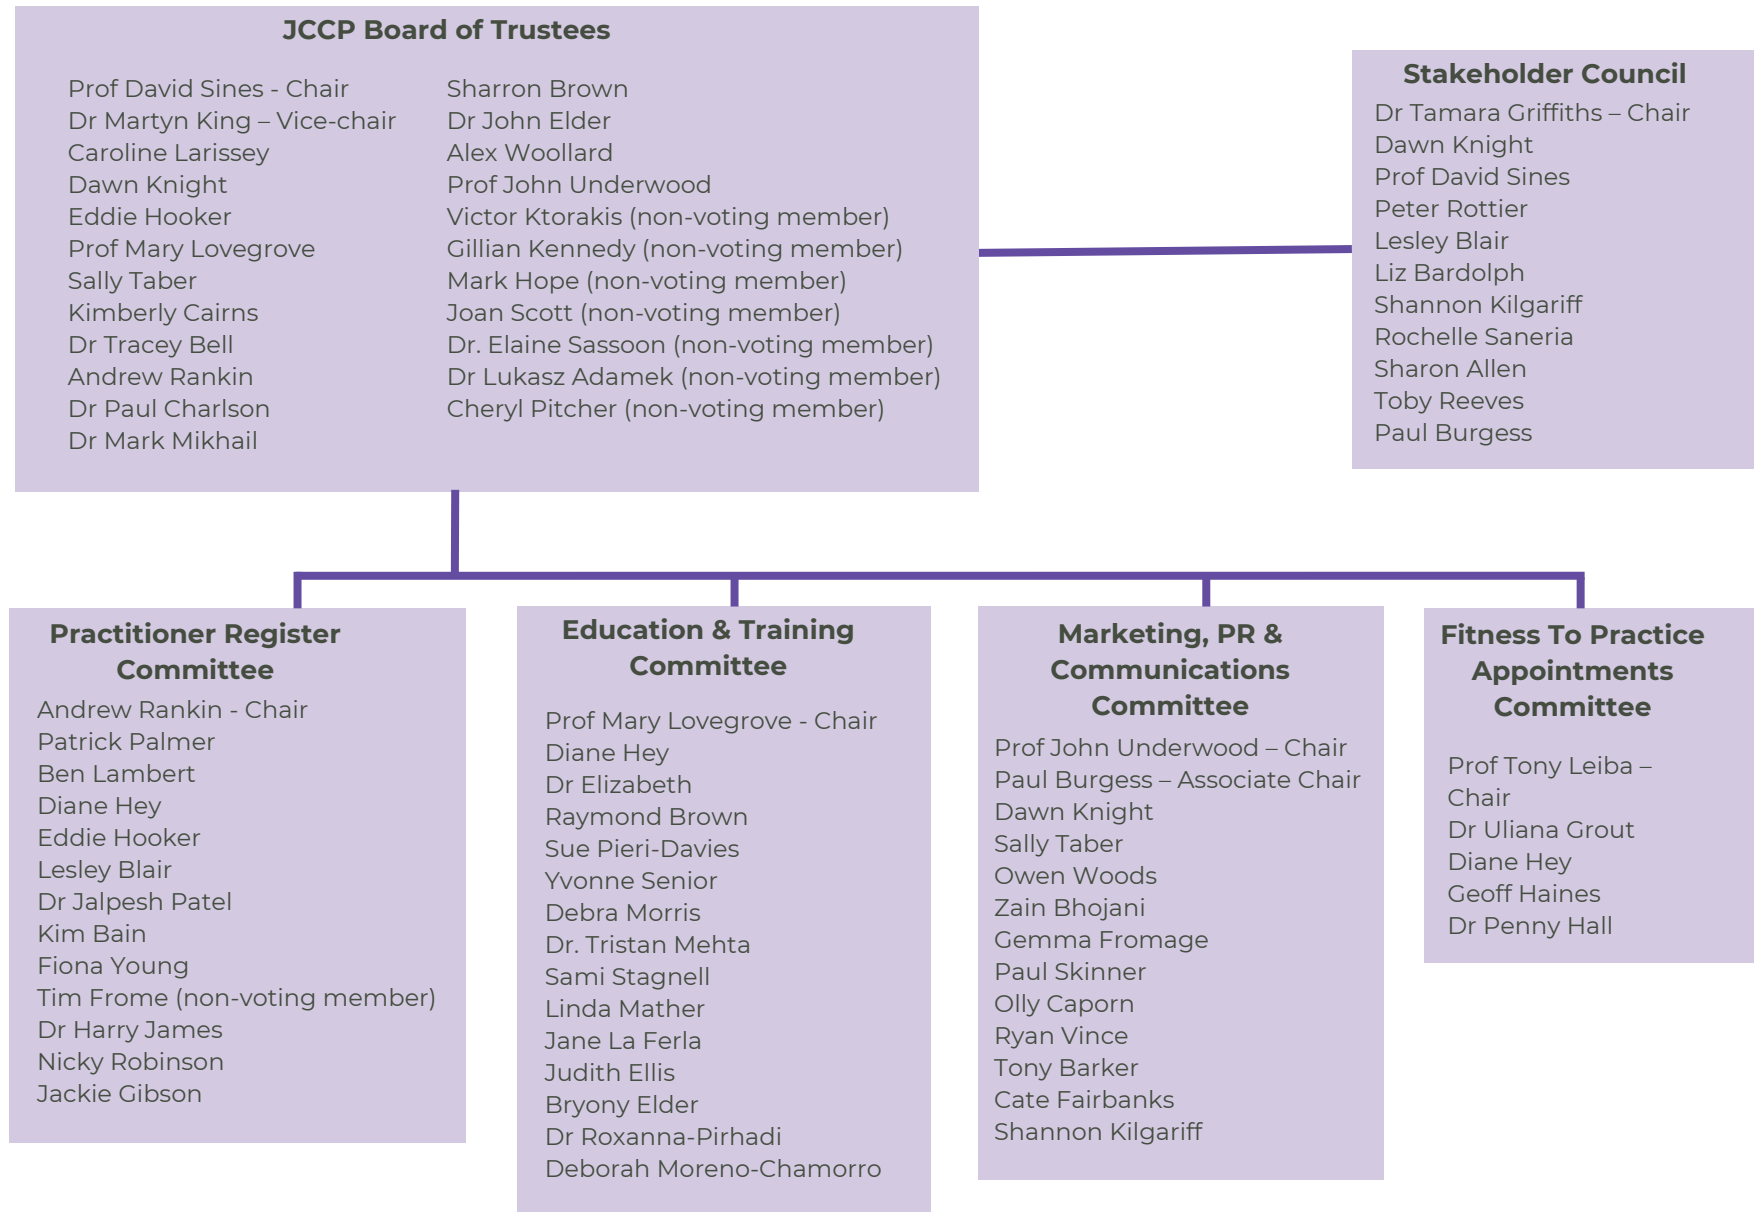 JCCP Board of Trustees
Prof David Sines - Chair
Dr Martyn King – Vice-chair
Caroline Larissey
Dawn Knight
Eddie Hooker
Prof Mary Lovegrove
Sally Taber
Kimberly Cairns
Dr Tracey Bell
Andrew Rankin
Dr Paul Charlson
Dr Mark Mikhail
Sharron Brown
Dr John Elder
Alex Woollard
Prof John Underwood
Victor Ktorakis (non-voting member)
Gillian Kennedy (non-voting member)
Mark Hope (non-voting member)
Joan Scott (non-voting member)
Dr. Elaine Sassoon (non-voting member)
Dr Lukasz Adamek (non-voting member)
Cheryl Pitcher (non-voting member)
Stakeholder Council
Dr Tamara Griffiths – Chair
Dawn Knight
Prof David Sines
Peter Rottier
Lesley Blair
Liz Bardolph
Shannon Kilgariff
Rochelle Saneria
Sharon Allen
Toby Reeves
Paul Burgess
Practitioner Register
Committee
Andrew Rankin - Chair
Patrick Palmer
Ben Lambert
Diane Hey
Eddie Hooker
Lesley Blair
Dr Jalpesh Patel
Kim Bain
Fiona Young
Tim Frome (non-voting member)
Dr Harry James
Nicky Robinson
Jackie Gibson
Education & Training
Committee
Prof Mary Lovegrove - Chair
Diane Hey
Dr Elizabeth
Raymond Brown
Sue Pieri-Davies
Yvonne Senior
Debra Morris
Dr. Tristan Mehta
Sami Stagnell
Linda Mather
Jane La Ferla
Judith Ellis
Bryony Elder
Dr Roxanna-Pirhadi
Deborah Moreno-Chamorro
Marketing, PR &
Communications
Committee
Prof John Underwood – Chair
Paul Burgess – Associate Chair
Dawn Knight
Sally Taber
Owen Woods
Zain Bhojani
Gemma Fromage
Paul Skinner
Olly Caporn
Ryan Vince
Tony Barker
Cate Fairbanks
Shannon Kilgariff
Fitness To Practice
Appointments
Committee
Prof Tony Leiba –
Chair
Dr Uliana Grout
Diane Hey
Geoff Haines
Dr Penny Hall